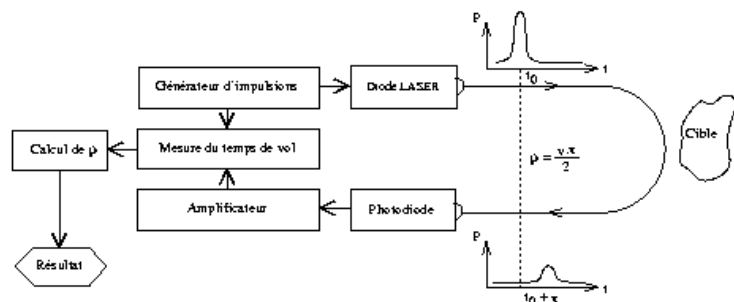 P
t
t₀
Générateur d'impulsions
Diode LASER
Cible
Calcul de ρ
Mesure du temps de vol
ρ = v.τ / 2
Amplificateur
Photodiode
Résultat
P
t
t₀ + τ